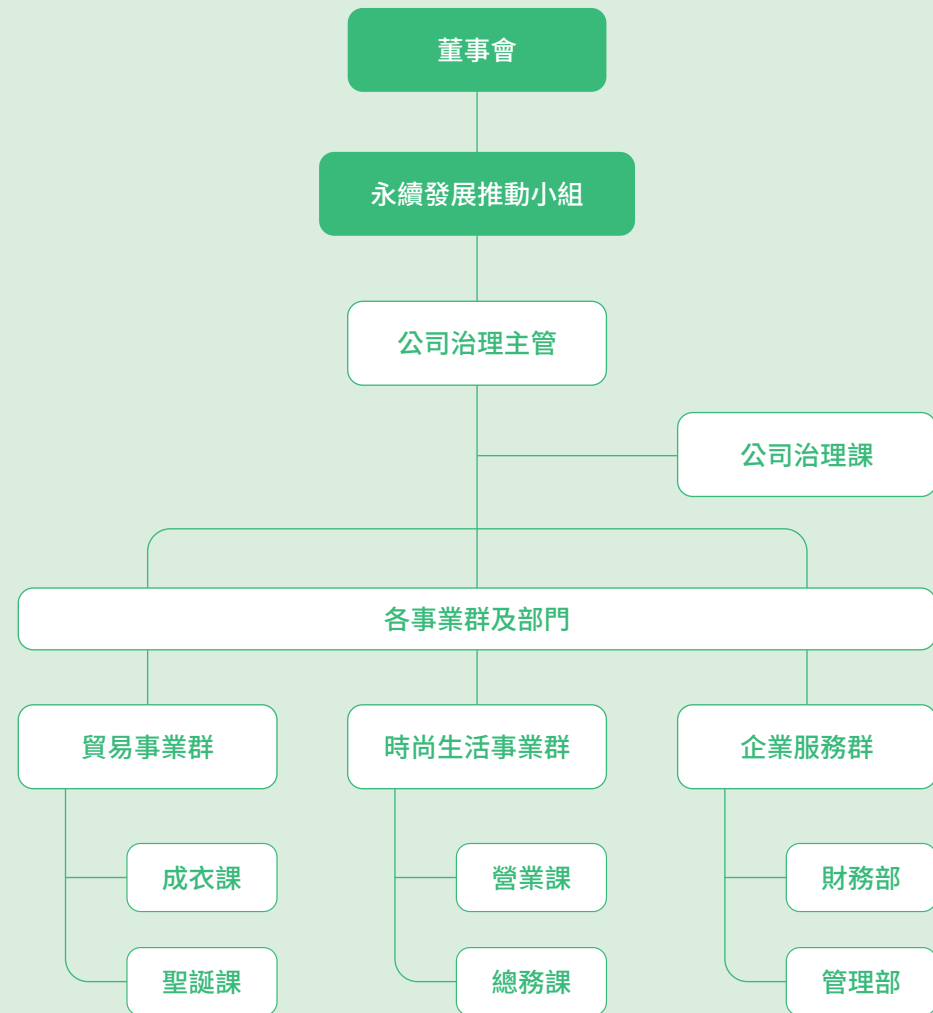 董事會
永續發展推動小組
公司治理主管
公司治理課
各事業群及部門
貿易事業群
時尚生活事業群
企業服務群
成衣課
營業課
財務部
聖誕課
總務課
管理部